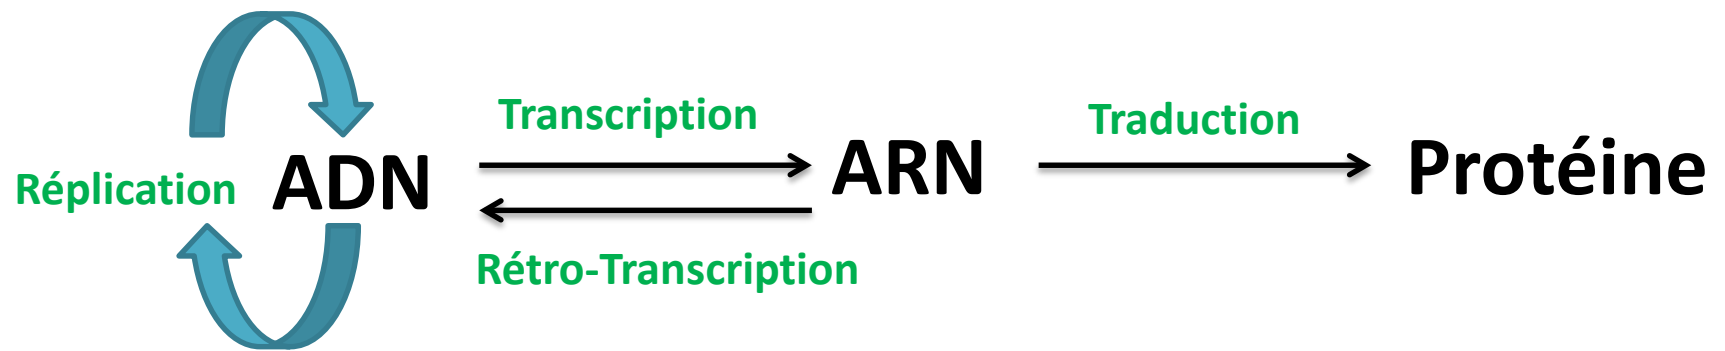 Transcription
Traduction
Réplication
ADN
ARN
Protéine
Rétro-Transcription